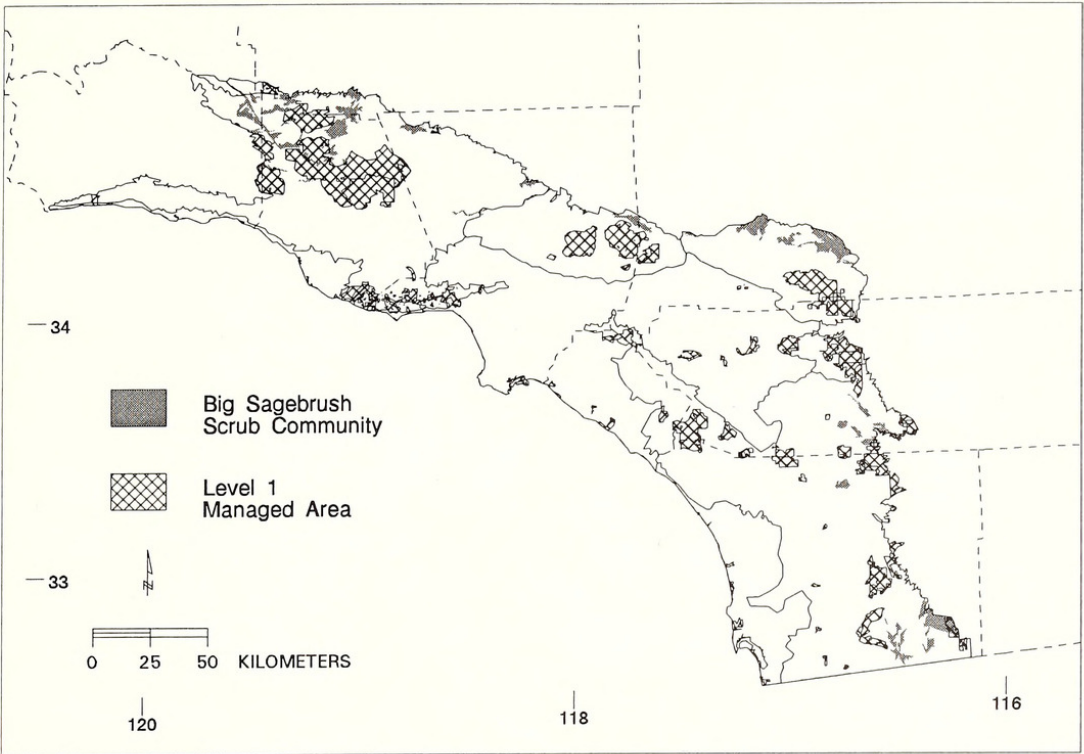 34
Big Sagebrush
Scrub Community
Level 1
Managed Area
33
N
0 25 50 KILOMETERS
120
118
116